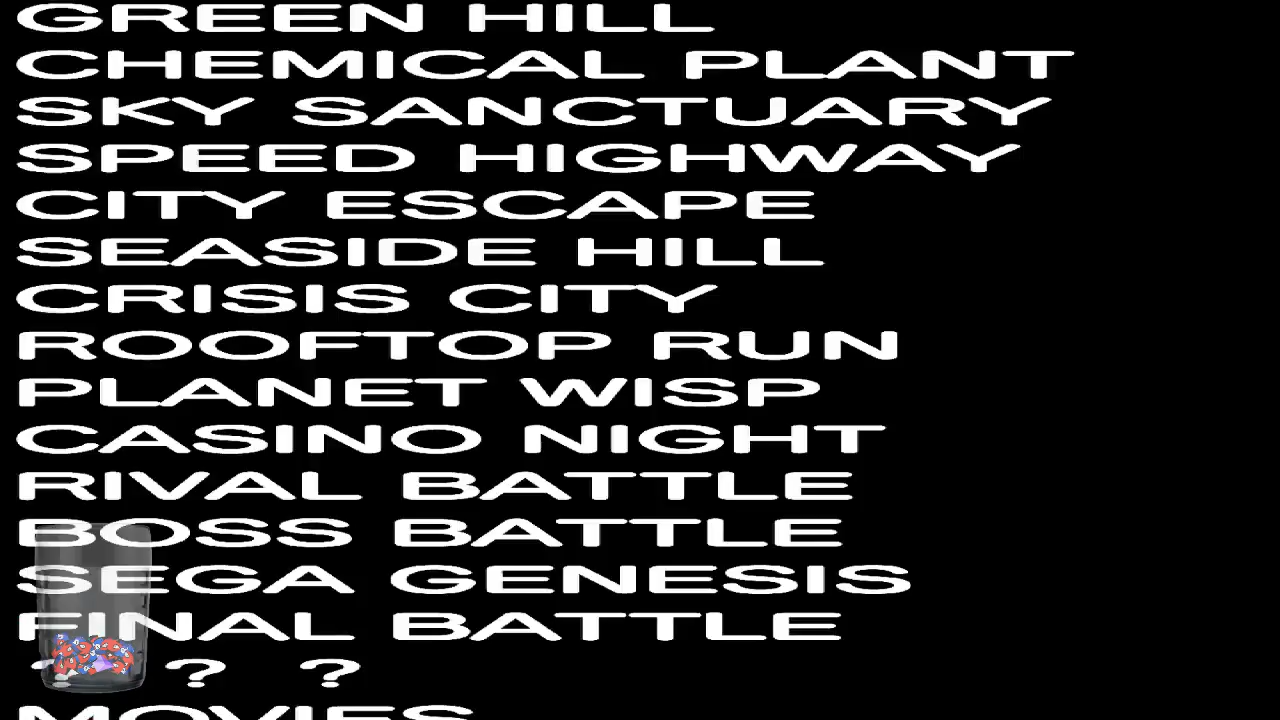 GREEN HILL
CHEMICAL PLANT
SKY SANCTUARY
SPEED HIGHWAY
CITY ESCAPE
SEASIDE HILL
CRISIS CITY
ROOFTOP RUN
PLANET WISP
CASINO NIGHT
RIVAL BATTLE
BOSS BATTLE
SEGA GENESIS
FINAL BATTLE
? ? ?
MOVIES